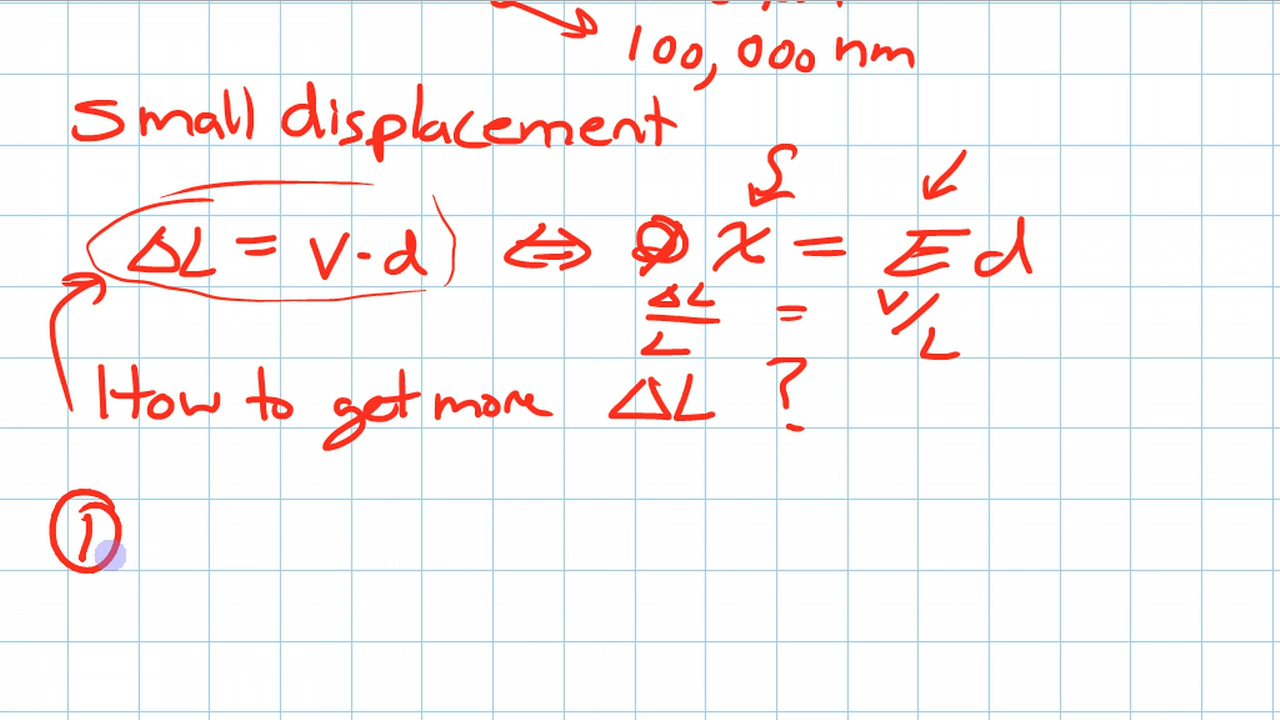 100,000 nm
Small displacement
S
ΔL = V·d ⇔ x = E d
ΔL/L = V/L
How to get more ΔL ?
①